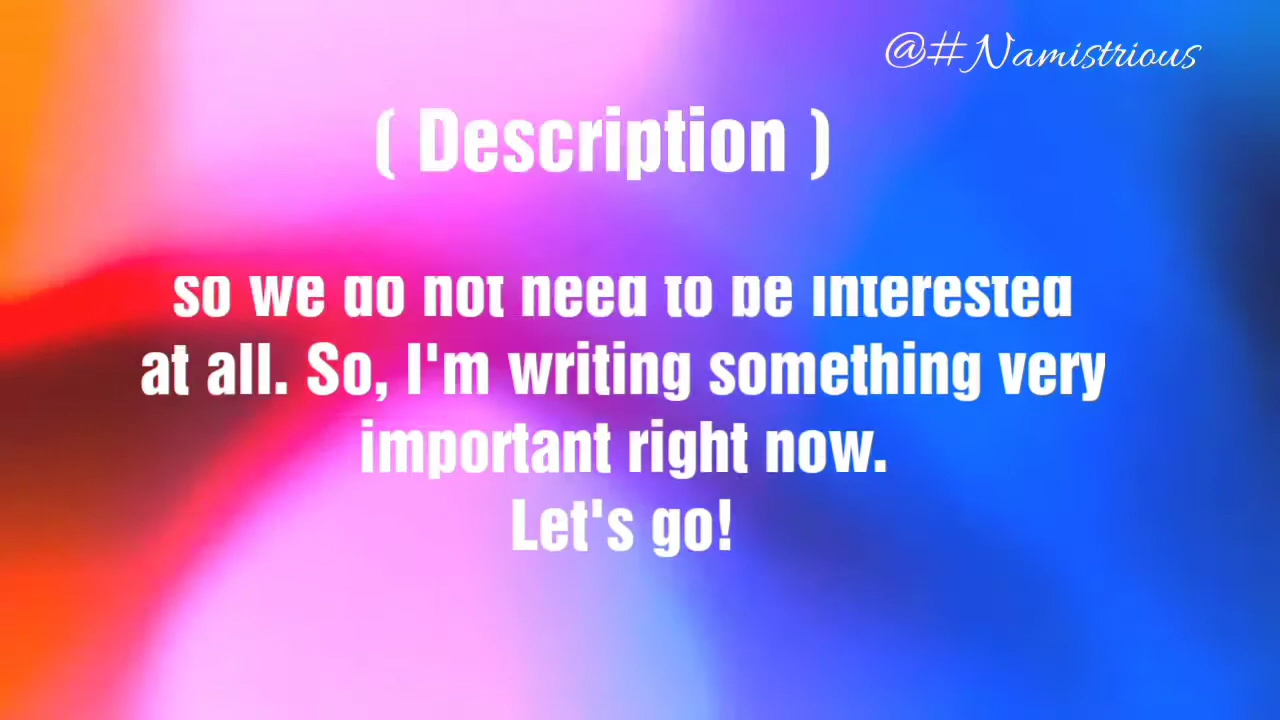 @#Namistrious
( Description )
so we do not need to be interested
at all. So, I'm writing something very
important right now.
Let's go!